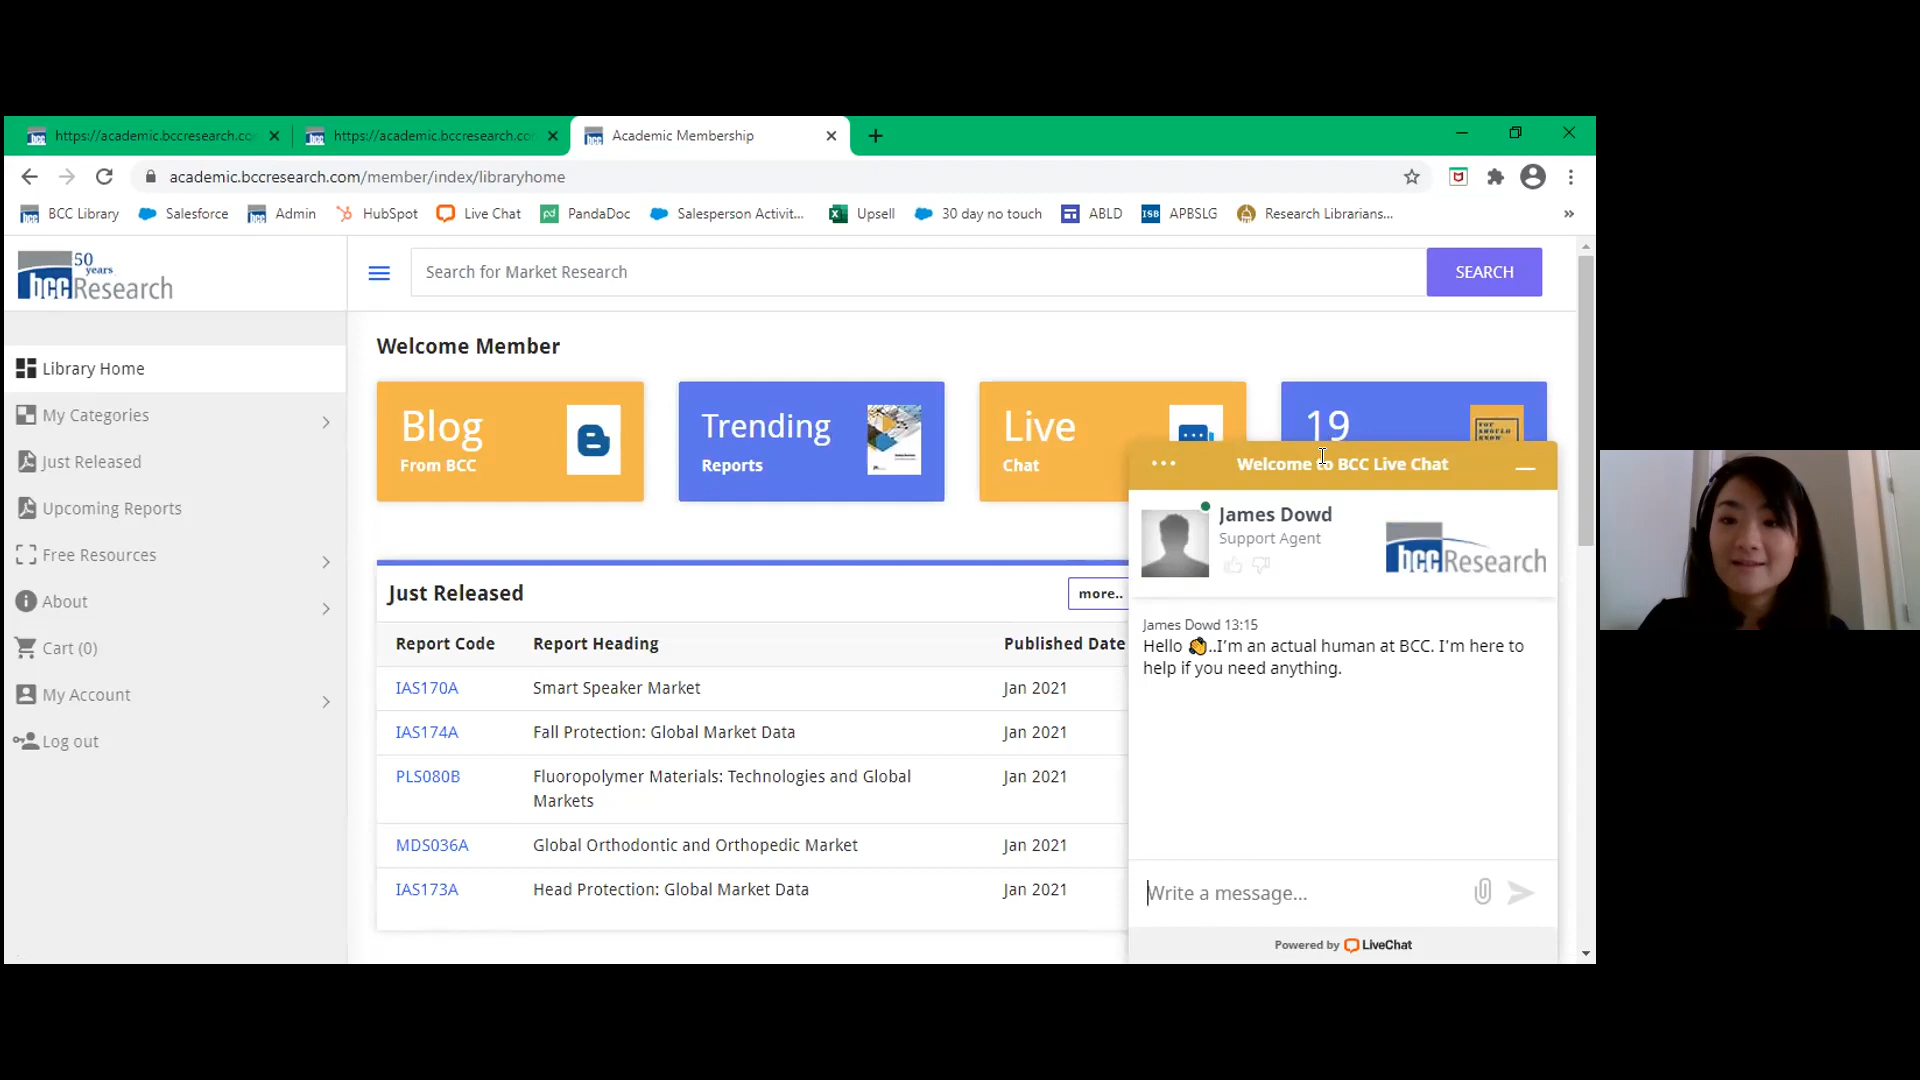 https://academic.bccresearch.co
https://academic.bccresearch.co
Academic Membership
academic.bccresearch.com/member/index/libraryhome
BCC Library
Salesforce
Admin
HubSpot
Live Chat
pd PandaDoc
Salesperson Activit...
Upsell
30 day no touch
ABLD
ISB APBSLG
Research Librarians...
50 years
bccResearch
Search for Market Research
SEARCH
Library Home
My Categories
Just Released
Upcoming Reports
Free Resources
About
Cart (0)
My Account
Log out
Welcome Member
Blog
From BCC
Trending
Reports
Live
Chat
19
Just Released
more..
Report Code Report Heading Published Date
IAS170A Smart Speaker Market Jan 2021
IAS174A Fall Protection: Global Market Data Jan 2021
PLS080B Fluoropolymer Materials: Technologies and Global Jan 2021
Markets
MDS036A Global Orthodontic and Orthopedic Market Jan 2021
IAS173A Head Protection: Global Market Data Jan 2021
Welcome to BCC Live Chat
James Dowd
Support Agent
bccResearch
James Dowd 13:15
Hello 👏..I'm an actual human at BCC. I'm here to
help if you need anything.
Write a message...
Powered by LiveChat